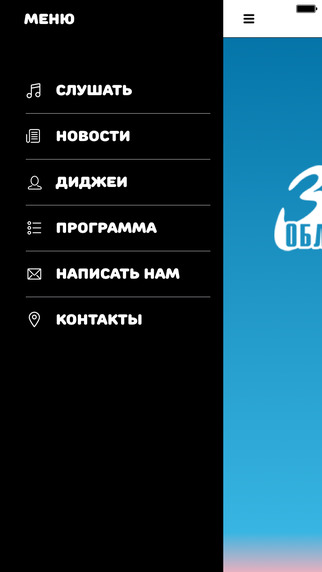 МЕНЮ
СЛУШАТЬ
НОВОСТИ
ДИДЖЕИ
ПРОГРАММА
НАПИСАТЬ НАМ
КОНТАКТЫ